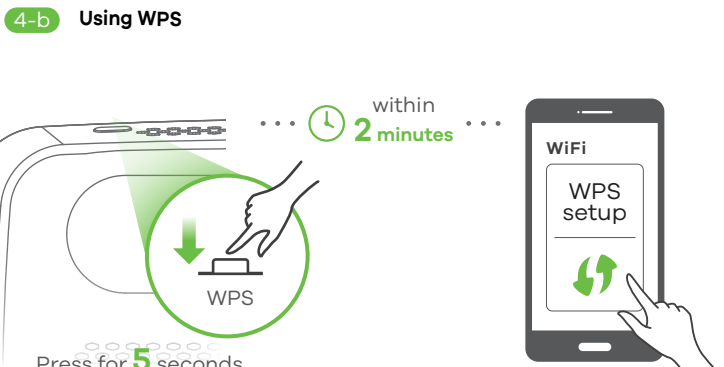 4-b Using WPS
within
2 minutes
WiFi
WPS
setup
WPS
Press for 5 seconds